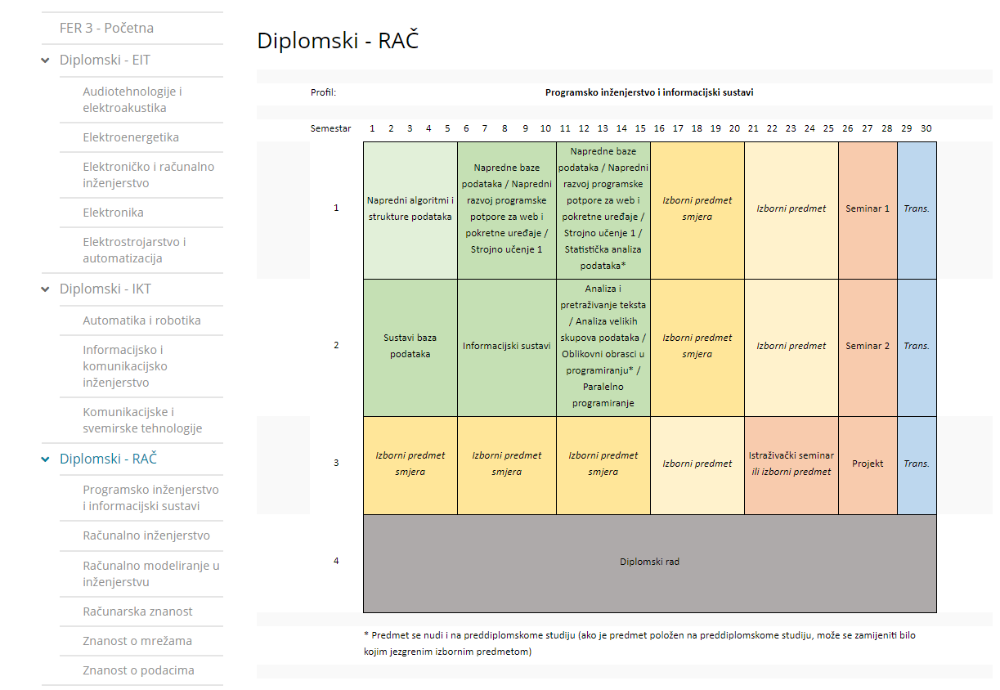 FER 3 - Početna
Diplomski - EIT
Audiotehnologije i
elektroakustika
Elektroenergetika
Elektroničko i računalno
inženjerstvo
Elektronika
Elektrostrojarstvo i
automatizacija
Diplomski - IKT
Automatika i robotika
Informacijsko i
komunikacijsko
inženjerstvo
Komunikacijske i
svemirske tehnologije
Diplomski - RAČ
Programsko inženjerstvo
i informacijski sustavi
Računalno inženjerstvo
Računalno modeliranje u
inženjerstvu
Računarska znanost
Znanost o mrežama
Znanost o podacima
Diplomski - RAČ
Profil: Programsko inženjerstvo i informacijski sustavi
Semestar 1 2 3 4 5 6 7 8 9 10 11 12 13 14 15 16 17 18 19 20 21 22 23 24 25 26 27 28 29 30
1
Napredni algoritmi i
strukture podataka
Napredne baze
podataka / Napredni
razvoj programske
potpore za web i
pokretne uređaje /
Strojno učenje 1
Napredne baze
podataka / Napredni
razvoj programske
potpore za web i
pokretne uređaje /
Strojno učenje 1 /
Statistička analiza
podataka*
Izborni predmet
smjera
Izborni predmet
Seminar 1
Trans.
2
Sustavi baza
podataka
Informacijski sustavi
Analiza i
pretraživanje teksta
/ Analiza velikih
skupova podataka /
Oblikovni obrasci u
programiranju* /
Paralelno
programiranje
Izborni predmet
smjera
Izborni predmet
Seminar 2
Trans.
3
Izborni predmet
smjera
Izborni predmet
smjera
Izborni predmet
smjera
Izborni predmet
Istraživački seminar
ili izborni predmet
Projekt
Trans.
4
Diplomski rad
* Predmet se nudi i na preddiplomskome studiju (ako je predmet položen na preddiplomskome studiju, može se zamijeniti bilo
kojim jezgrenim izbornim predmetom)